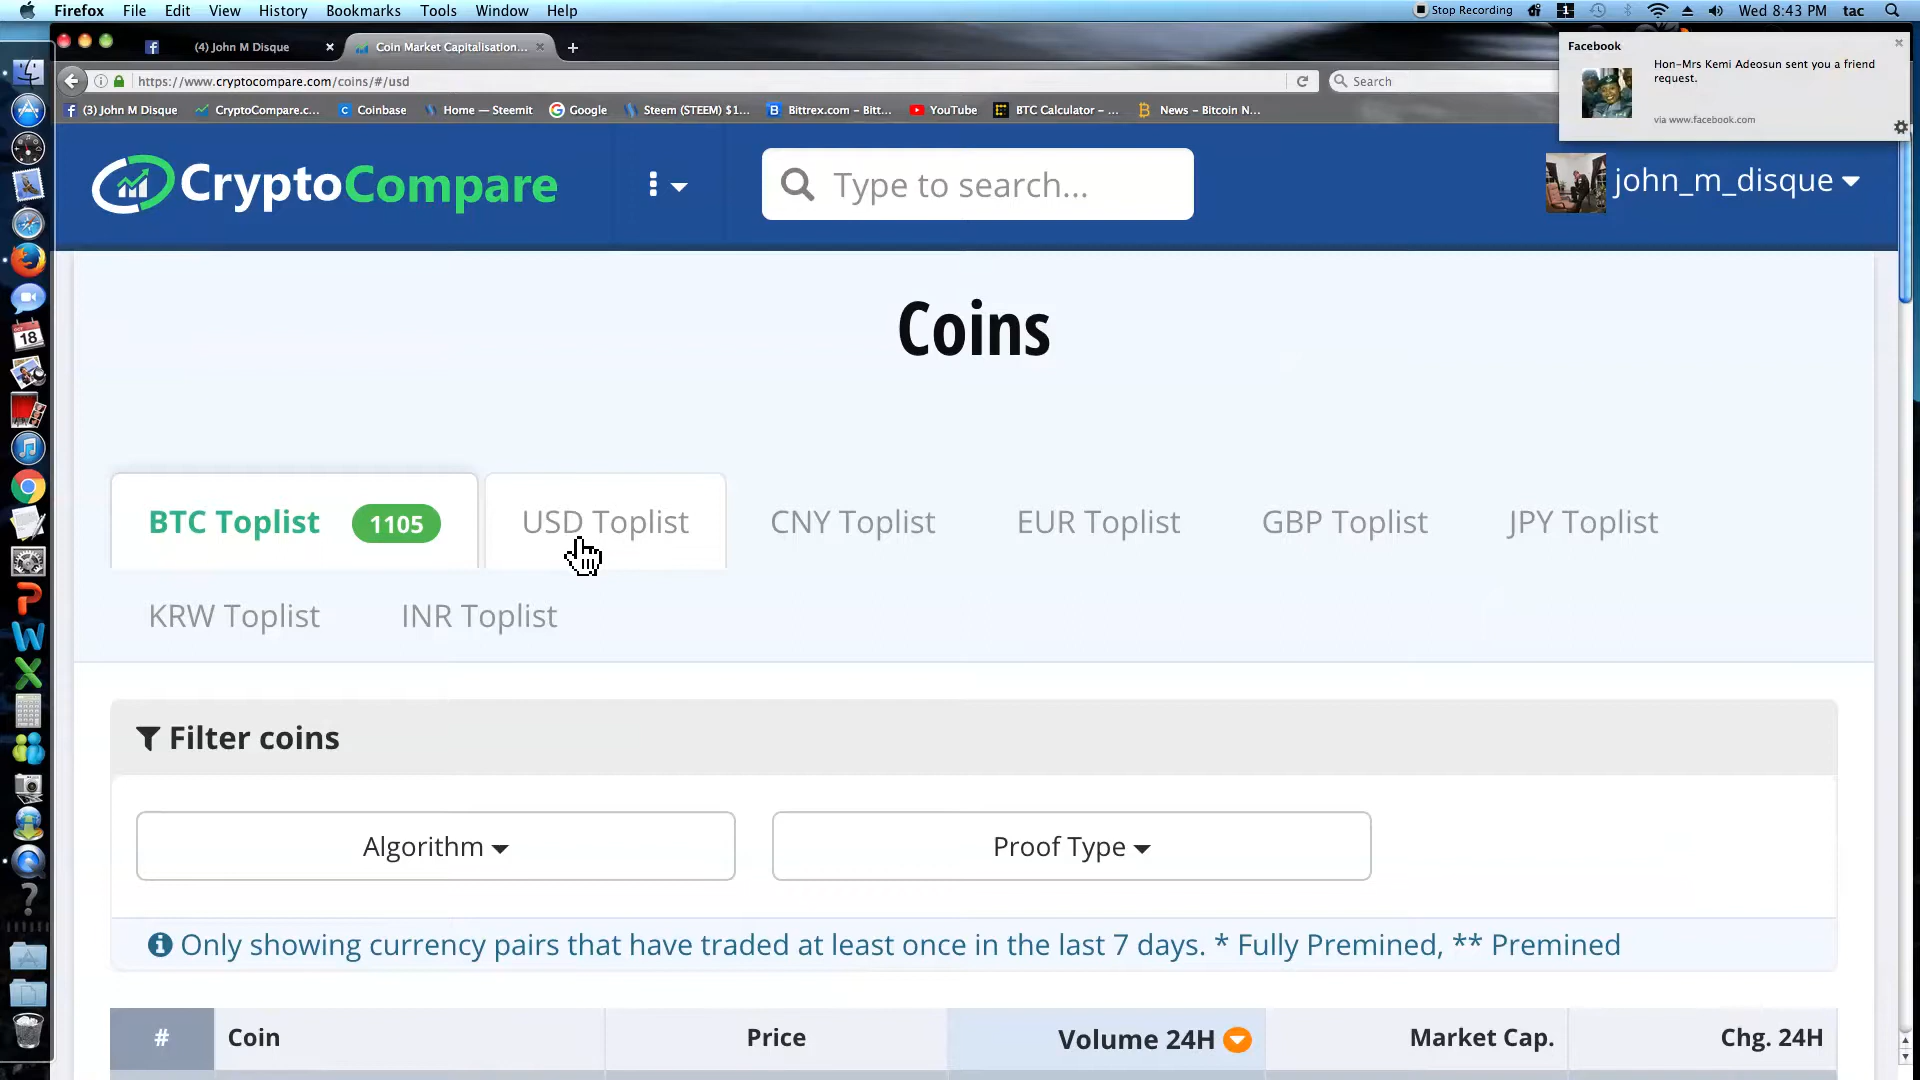 Firefox File Edit View History Bookmarks Tools Window Help Stop Recording 1 Wed 8:43 PM tac
(4) John M Disque Coin Market Capitalisation...
https://www.cryptocompare.com/coins/#/usd Search
(3) John M Disque CryptoCompare.c... Coinbase Home — Steemit Google Steem (STEEM) $1... Bittrex.com – Bitt... YouTube BTC Calculator – ... News – Bitcoin N...
Facebook
Hon-Mrs Kemi Adeosun sent you a friend
request.
via www.facebook.com
CryptoCompare Type to search... john_m_disque
Coins
BTC Toplist 1105 USD Toplist CNY Toplist EUR Toplist GBP Toplist JPY Toplist
KRW Toplist INR Toplist
Filter coins
Algorithm Proof Type
Only showing currency pairs that have traded at least once in the last 7 days. * Fully Premined, ** Premined
# Coin Price Volume 24H Market Cap. Chg. 24H
18